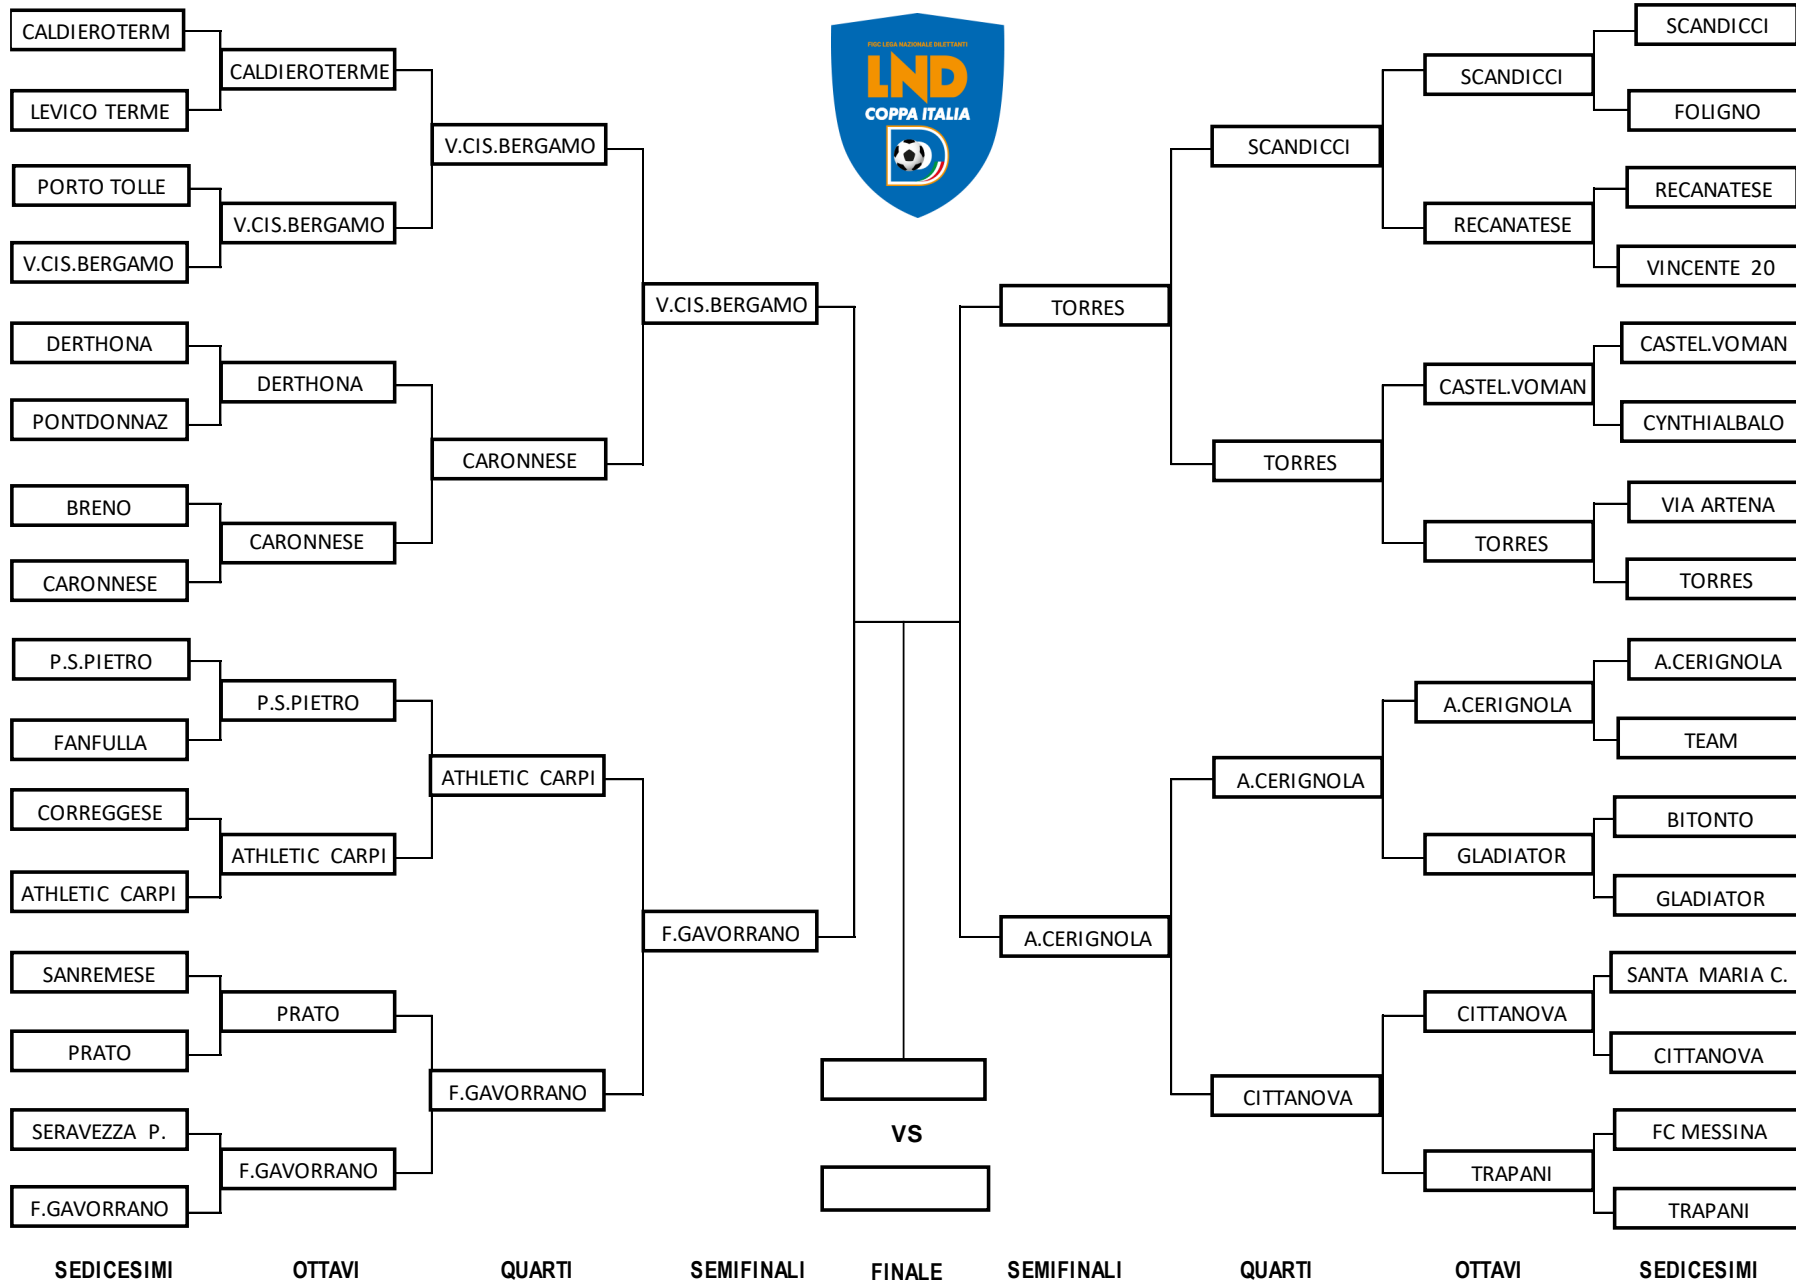 CALDIEROTERM
LEVICO TERME
PORTO TOLLE
V.CIS.BERGAMO
DERTHONA
PONTDONNAZ
BRENO
CARONNESE
P.S.PIETRO
FANFULLA
CORREGGESE
ATHLETIC CARPI
SANREMESE
PRATO
SERAVEZZA P.
F.GAVORRANO
SEDICESIMI
CALDIEROTERME
V.CIS.BERGAMO
DERTHONA
CARONNESE
P.S.PIETRO
ATHLETIC CARPI
PRATO
F.GAVORRANO
OTTAVI
V.CIS.BERGAMO
CARONNESE
ATHLETIC CARPI
F.GAVORRANO
QUARTI
V.CIS.BERGAMO
F.GAVORRANO
SEMIFINALI
FIGC LEGA NAZIONALE DILETTANTI
LND
COPPA ITALIA
D
VS
FINALE
TORRES
A.CERIGNOLA
SEMIFINALI
SCANDICCI
TORRES
A.CERIGNOLA
CITTANOVA
QUARTI
SCANDICCI
RECANATESE
CASTEL.VOMAN
TORRES
A.CERIGNOLA
GLADIATOR
CITTANOVA
TRAPANI
OTTAVI
SCANDICCI
FOLIGNO
RECANATESE
VINCENTE 20
CASTEL.VOMAN
CYNTHIALBALO
VIA ARTENA
TORRES
A.CERIGNOLA
TEAM
BITONTO
GLADIATOR
SANTA MARIA C.
CITTANOVA
FC MESSINA
TRAPANI
SEDICESIMI